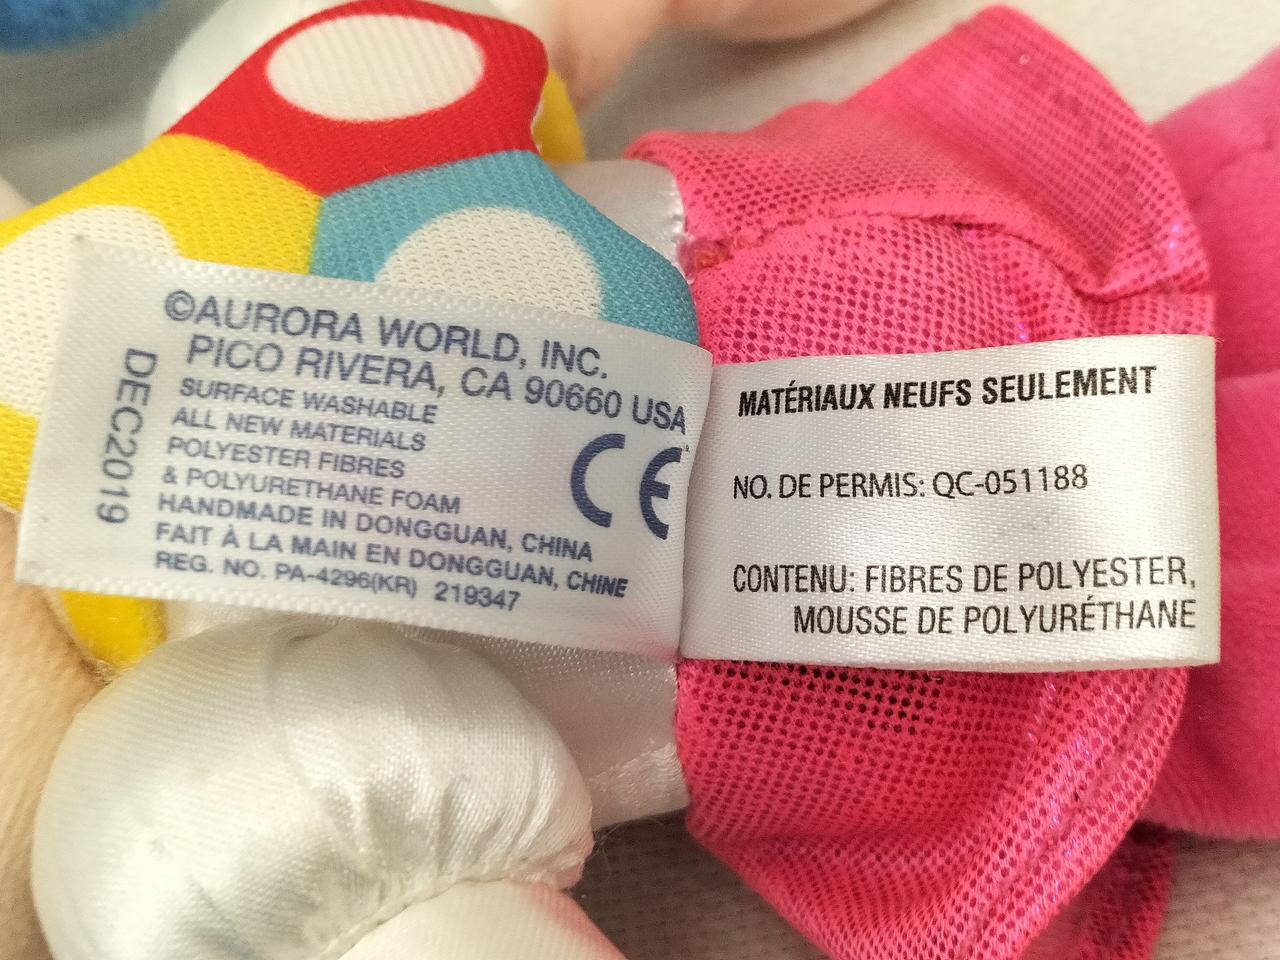 ©AURORA WORLD, INC.
PICO RIVERA, CA 90660 USA
SURFACE WASHABLE
ALL NEW MATERIALS
POLYESTER FIBRES
& POLYURETHANE FOAM
HANDMADE IN DONGGUAN, CHINA
FAIT À LA MAIN EN DONGGUAN, CHINE
REG. NO. PA-4296(KR) 219347
CE
DEC2019
MATÉRIAUX NEUFS SEULEMENT
NO. DE PERMIS: QC-051188
CONTENU: FIBRES DE POLYESTER,
MOUSSE DE POLYURÉTHANE